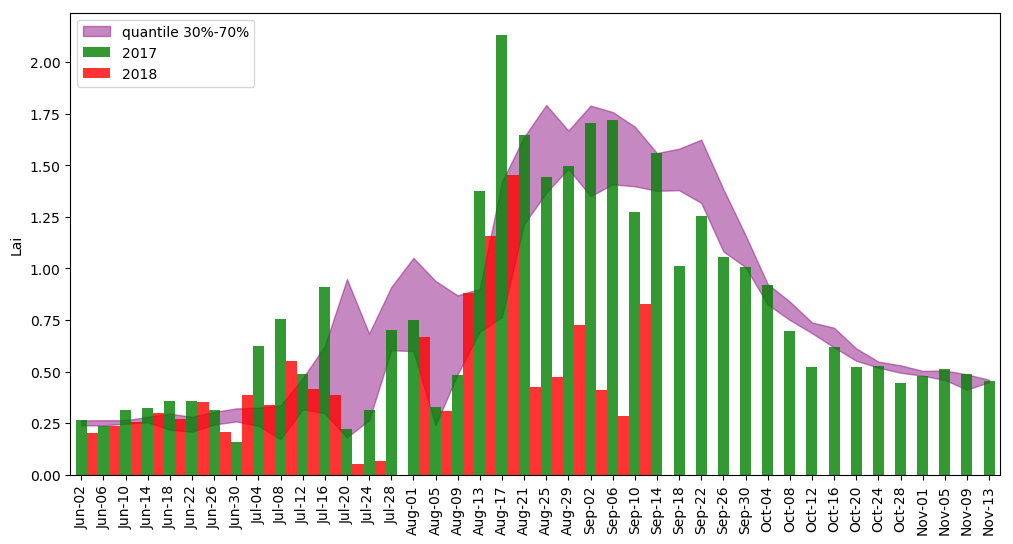 quantile 30%-70%
2017
2018
Lai
2.00
1.75
1.50
1.25
1.00
0.75
0.50
0.25
0.00
Jun-02
Jun-06
Jun-10
Jun-14
Jun-18
Jun-22
Jun-26
Jun-30
Jul-04
Jul-08
Jul-12
Jul-16
Jul-20
Jul-24
Jul-28
Aug-01
Aug-05
Aug-09
Aug-13
Aug-17
Aug-21
Aug-25
Aug-29
Sep-02
Sep-06
Sep-10
Sep-14
Sep-18
Sep-22
Sep-26
Sep-30
Oct-04
Oct-08
Oct-12
Oct-16
Oct-20
Oct-24
Oct-28
Nov-01
Nov-05
Nov-09
Nov-13